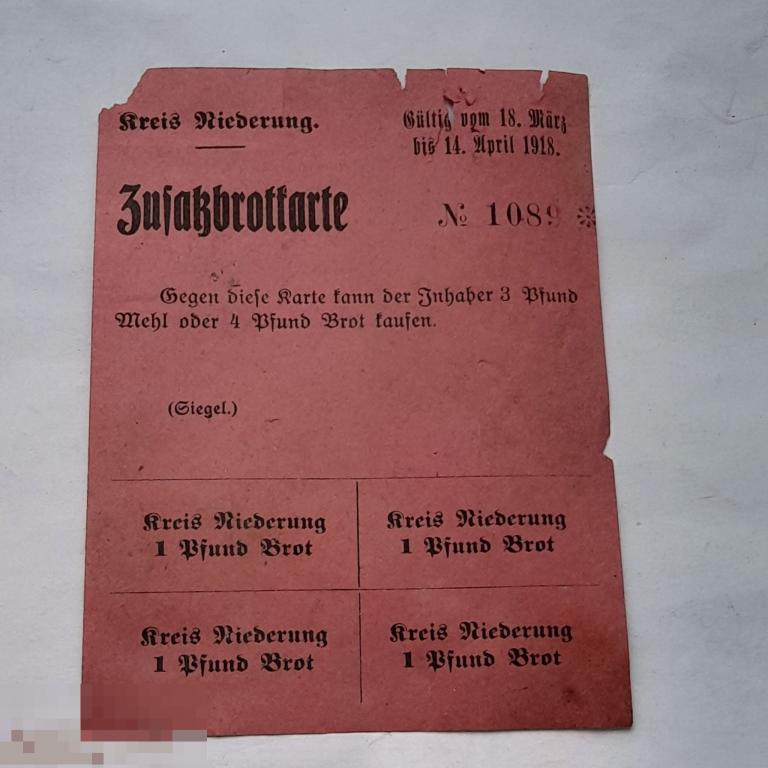 Kreis Niederung.
Gültig vom 18. März
bis 14. April 1918.
Zusatzbrotkarte
№ 1089
Gegen diese Karte kann der Inhaber 3 Pfund
Mehl oder 4 Pfund Brot kaufen.
(Siegel.)
Kreis Niederung
1 Pfund Brot
Kreis Niederung
1 Pfund Brot
Kreis Niederung
1 Pfund Brot
Kreis Niederung
1 Pfund Brot